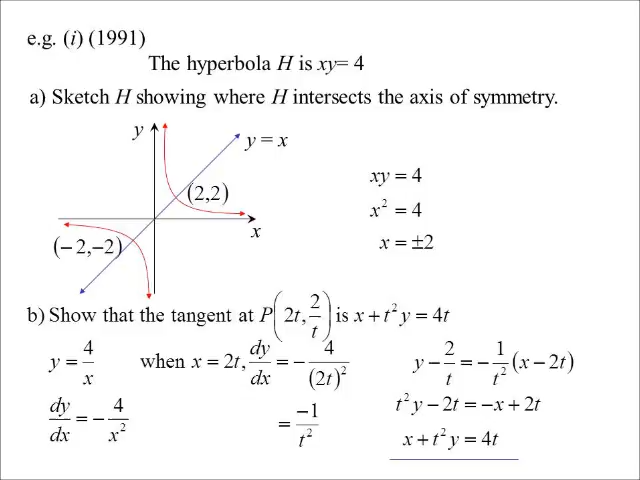 e.g. (i) (1991)
The hyperbola H is xy= 4
a) Sketch H showing where H intersects the axis of symmetry.
y
y = x
(2,2)
x
(−2,−2)
xy = 4
x² = 4
x = ±2
b) Show that the tangent at P(2t, 2/t) is x + t²y = 4t
y = 4/x
dy/dx = −4/x²
when x = 2t, dy/dx = −4/(2t)²
= −1/t²
y − 2/t = −1/t² (x − 2t)
t²y − 2t = −x + 2t
x + t²y = 4t